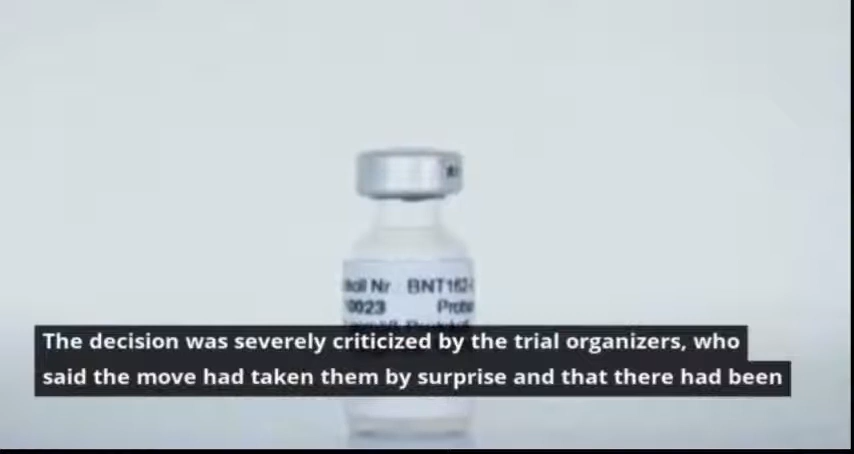 Nr BNT162-
0023
The decision was severely criticized by the trial organizers, who
said the move had taken them by surprise and that there had been